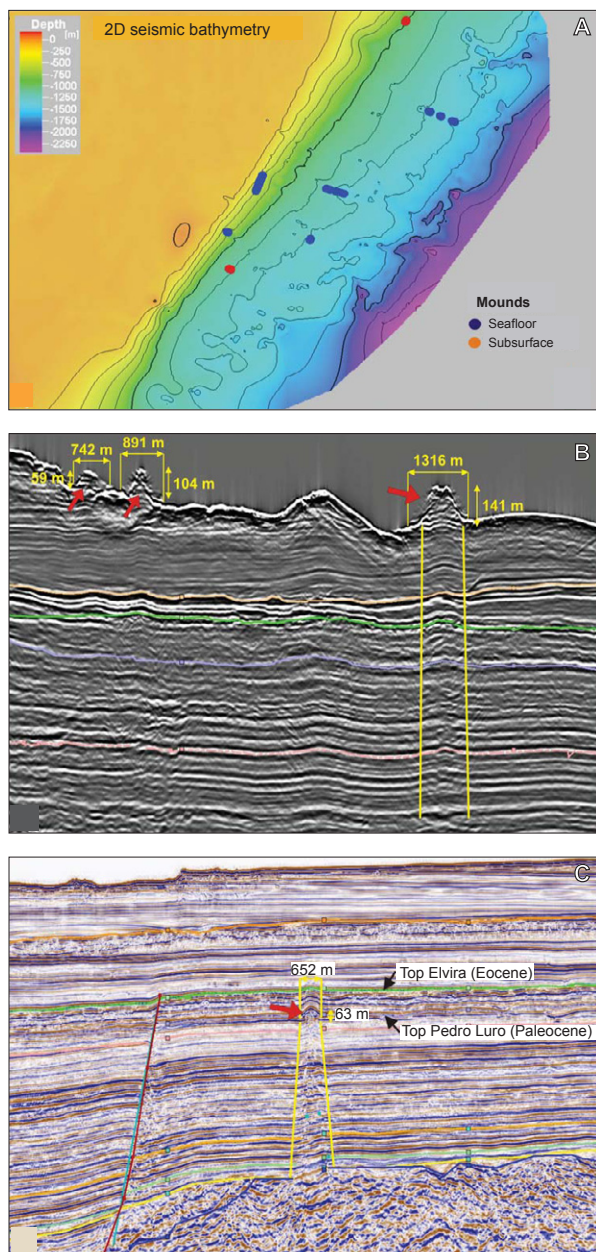 2D seismic bathymetry
A
Depth
[m]
0
-250
-500
-750
-1000
-1250
-1500
-1750
-2000
-2250
Mounds
Seafloor
Subsurface
B
742 m
891 m
59 m
104 m
1316 m
141 m
C
652 m
Top Elvira (Eocene)
63 m
Top Pedro Luro (Paleocene)